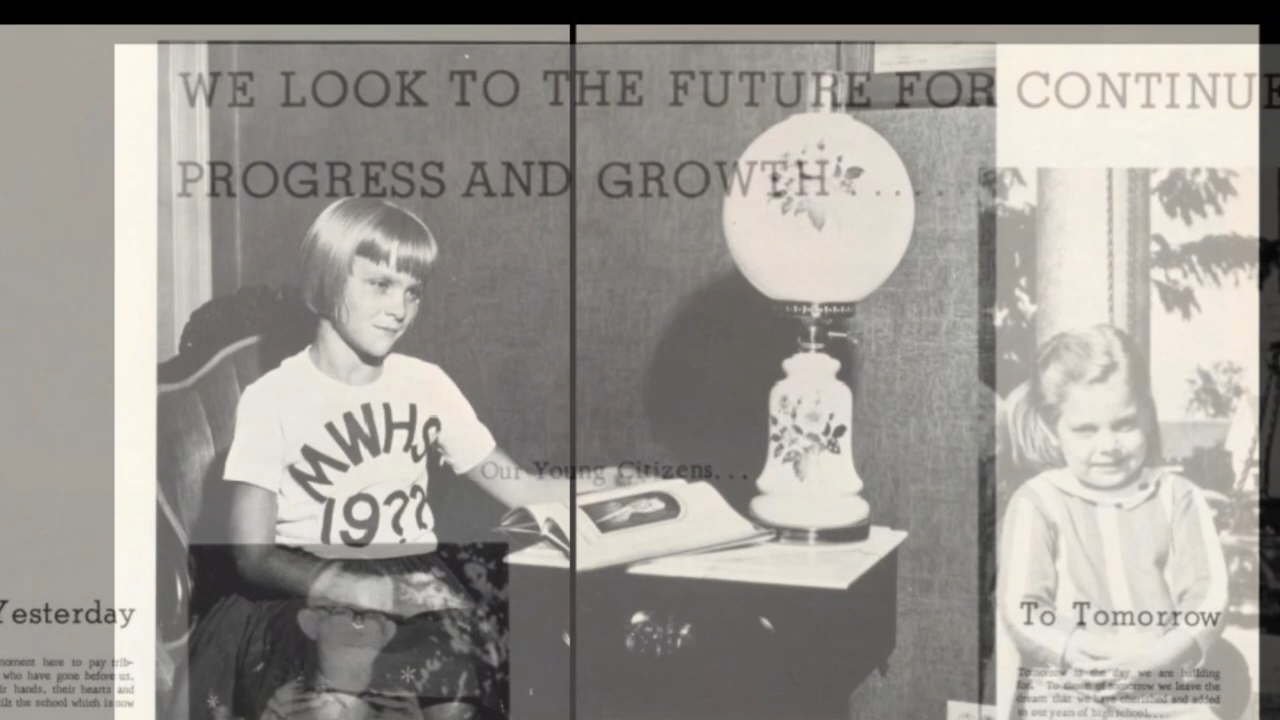 WE LOOK TO THE FUTURE FOR CONTINUE
PROGRESS AND GROWTH.....
MWHS
19??
Our Young Citizens...
Yesterday
moment here to pay trib-
who have gone before us,
ir hands, their hearts and
ilt the school which is now
To Tomorrow
Tomorrow is the day we are building
for. To those of tomorrow we leave the
dream that we have cherished and added
to our years of high school....